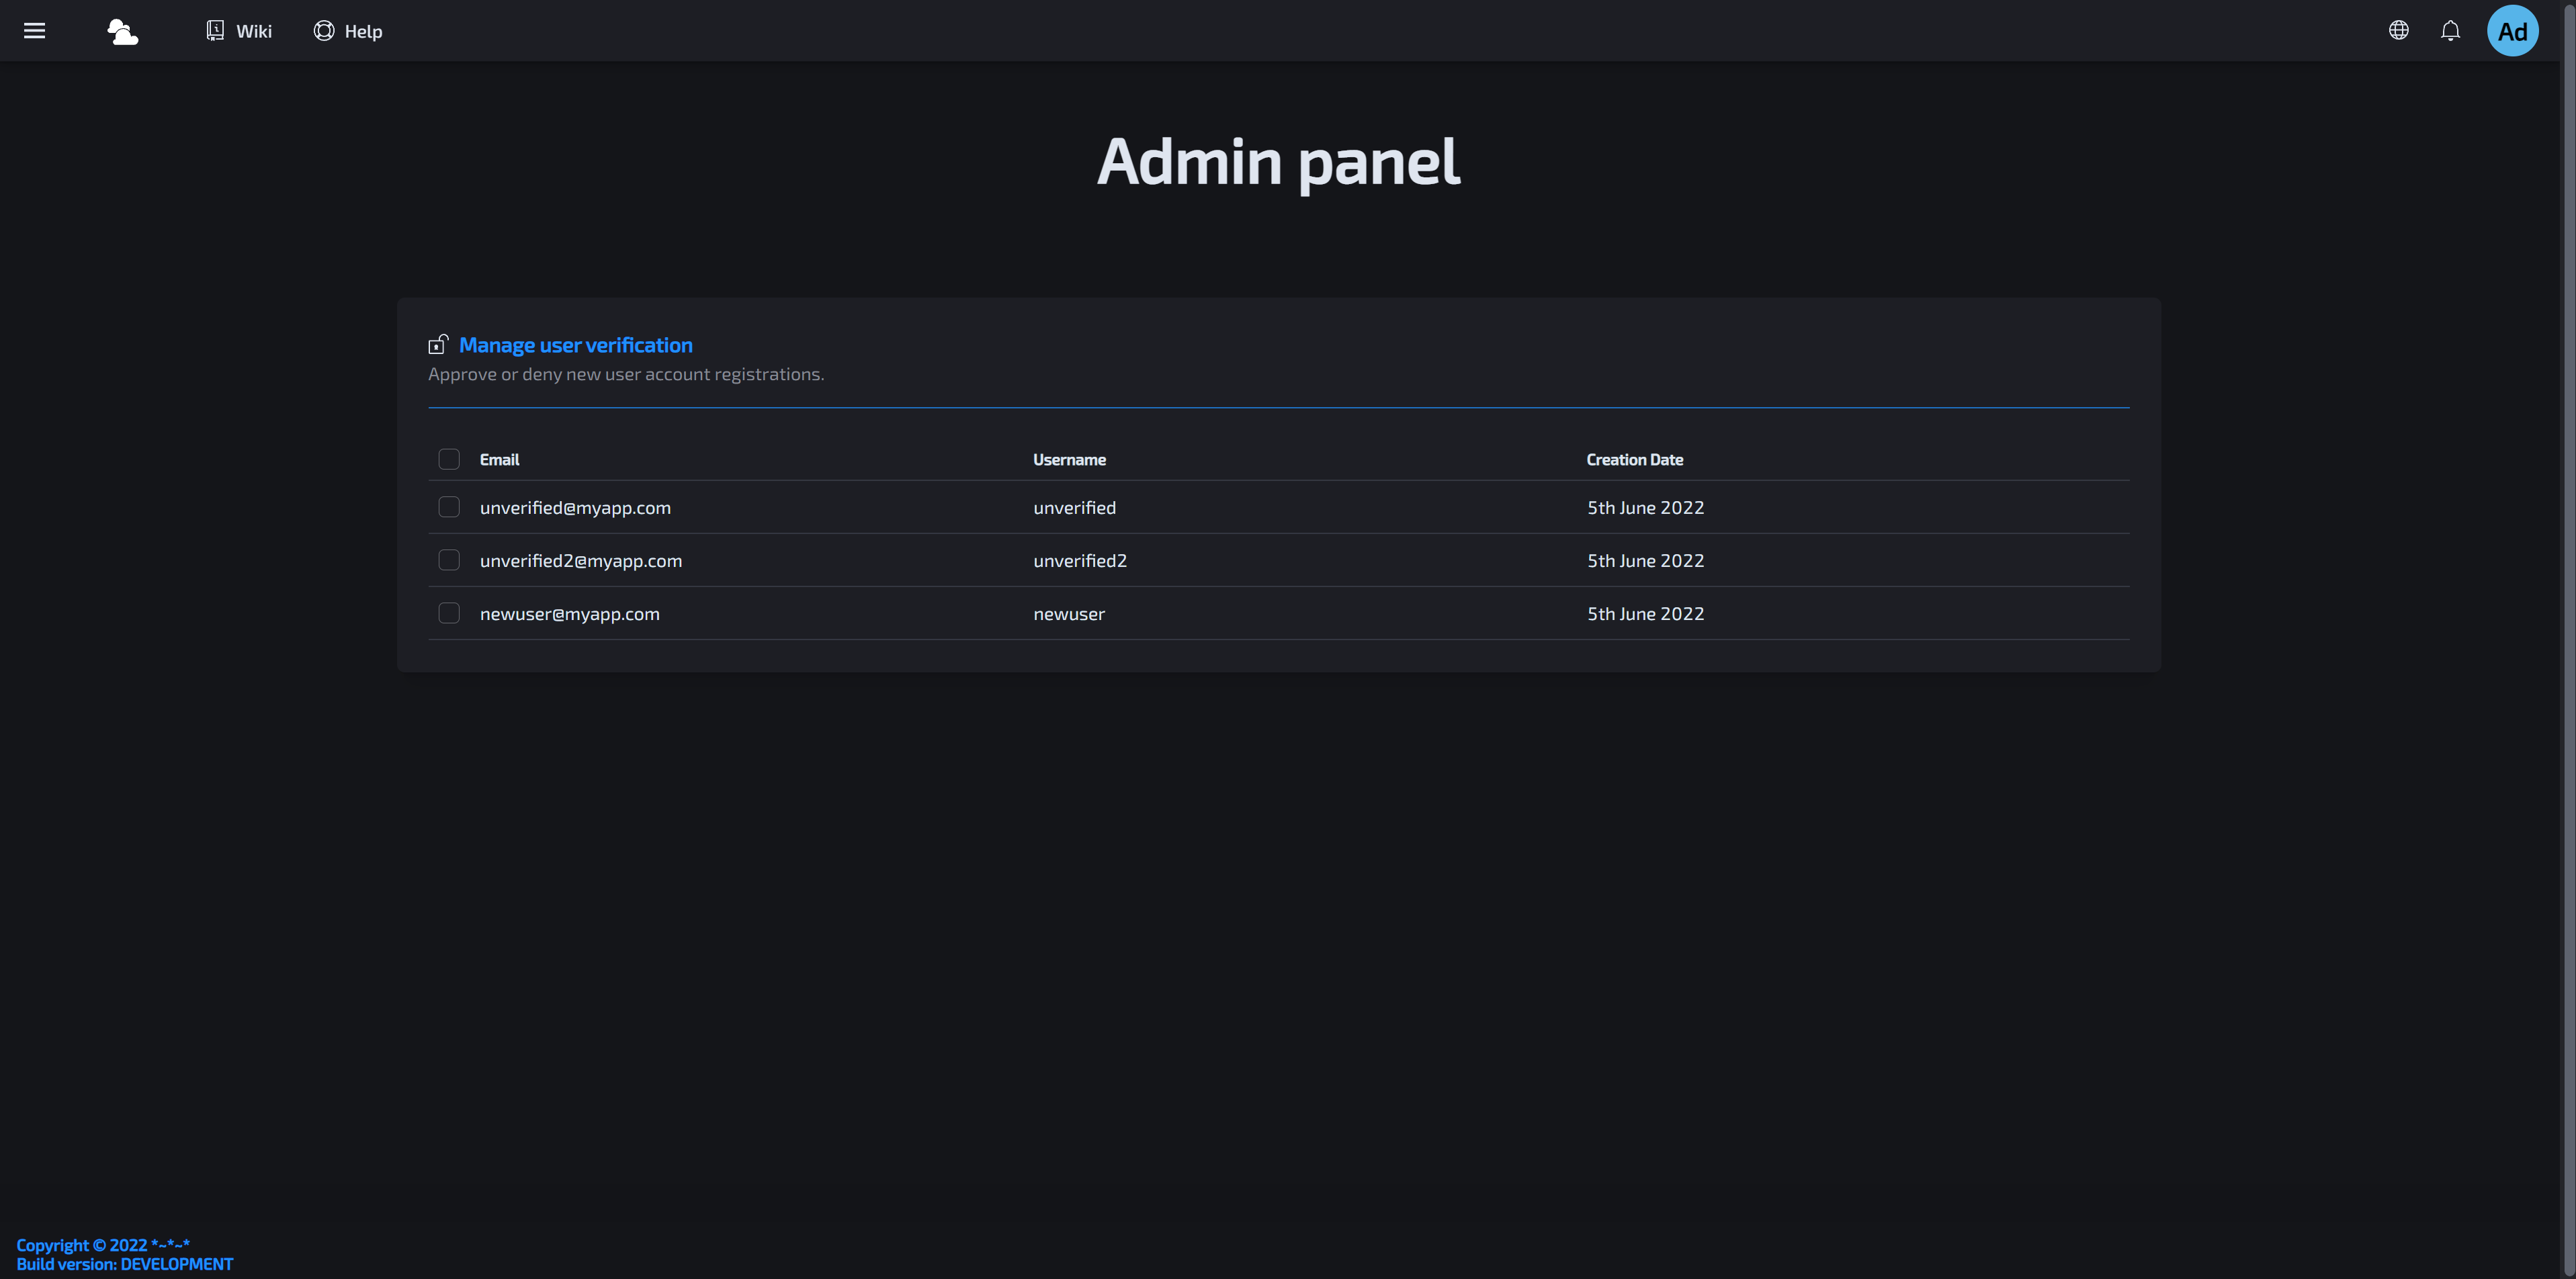 Wiki Help Ad
Admin panel
Manage user verification
Approve or deny new user account registrations.
Email Username Creation Date
unverified@myapp.com unverified 5th June 2022
unverified2@myapp.com unverified2 5th June 2022
newuser@myapp.com newuser 5th June 2022
Copyright © 2022 *~*~*
Build version: DEVELOPMENT